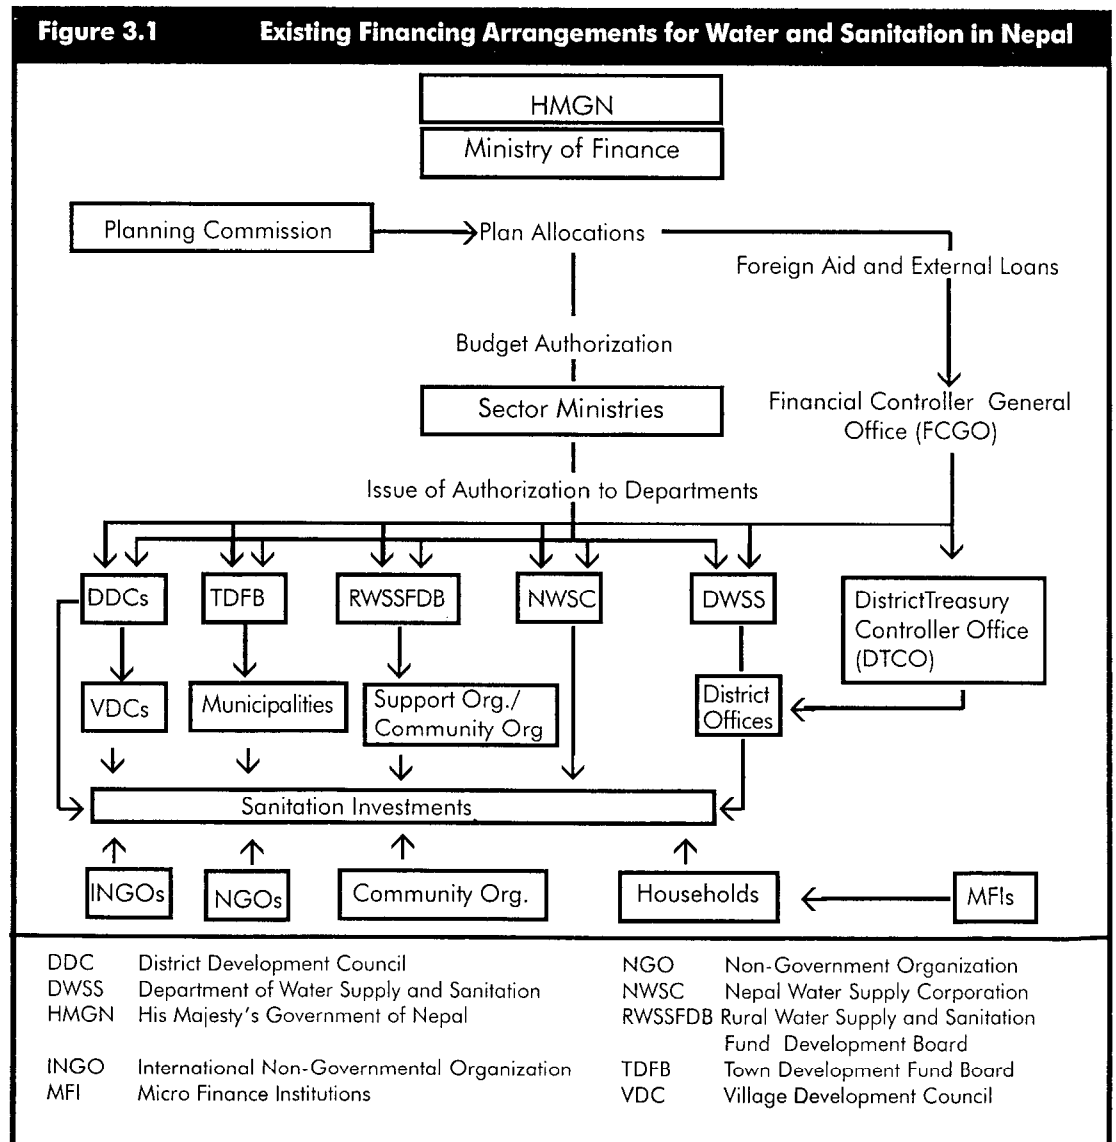 Figure 3.1 Existing Financing Arrangements for Water and Sanitation in Nepal
HMGN
Ministry of Finance
Planning Commission
Plan Allocations
Foreign Aid and External Loans
Budget Authorization
Sector Ministries
Financial Controller General
Office (FCGO)
Issue of Authorization to Departments
DDCs
TDFB
RWSSFDB
NWSC
DWSS
DistrictTreasury
Controller Office
(DTCO)
VDCs
Municipalities
Support Org./
Community Org
District
Offices
Sanitation Investments
INGOs
NGOs
Community Org.
Households
MFIs
DDC District Development Council
DWSS Department of Water Supply and Sanitation
HMGN His Majesty's Government of Nepal
INGO International Non-Governmental Organization
MFI Micro Finance Institutions
NGO Non-Government Organization
NWSC Nepal Water Supply Corporation
RWSSFDB Rural Water Supply and Sanitation
Fund Development Board
TDFB Town Development Fund Board
VDC Village Development Council